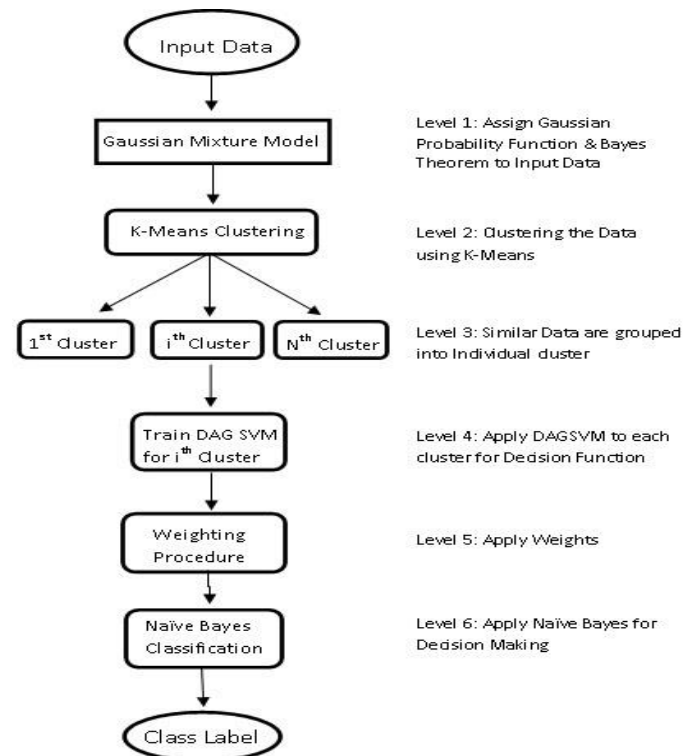 Input Data
Gaussian Mixture Model
Level 1: Assign Gaussian
Probability Function & Bayes
Theorem to Input Data
K-Means Clustering
Level 2: Clustering the Data
using K-Means
1st Cluster
ith Cluster
Nth Cluster
Level 3: Similar Data are grouped
into Individual cluster
Train DAG SVM
for ith Cluster
Level 4: Apply DAGSVM to each
cluster for Decision Function
Weighting
Procedure
Level 5: Apply Weights
Naïve Bayes
Classification
Level 6: Apply Naïve Bayes for
Decision Making
Class Label